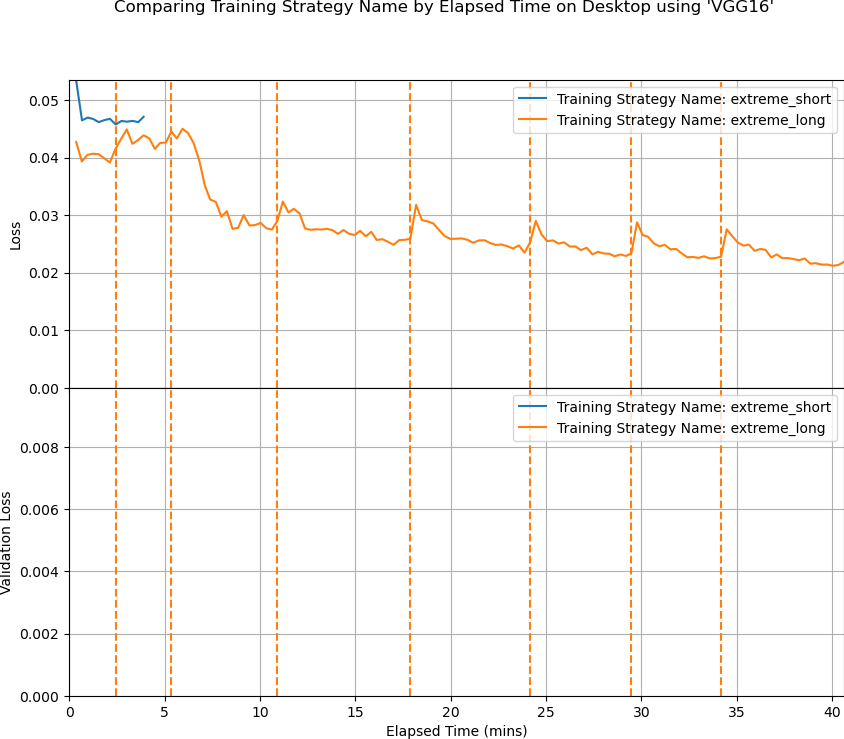 Comparing Training Strategy Name by Elapsed Time on Desktop using 'VGG16'
Training Strategy Name: extreme_short
Training Strategy Name: extreme_long
0.05
0.04
0.03
0.02
0.01
0.00
Loss
Training Strategy Name: extreme_short
Training Strategy Name: extreme_long
0.008
0.006
0.004
0.002
0.000
Validation Loss
0 5 10 15 20 25 30 35 40
Elapsed Time (mins)